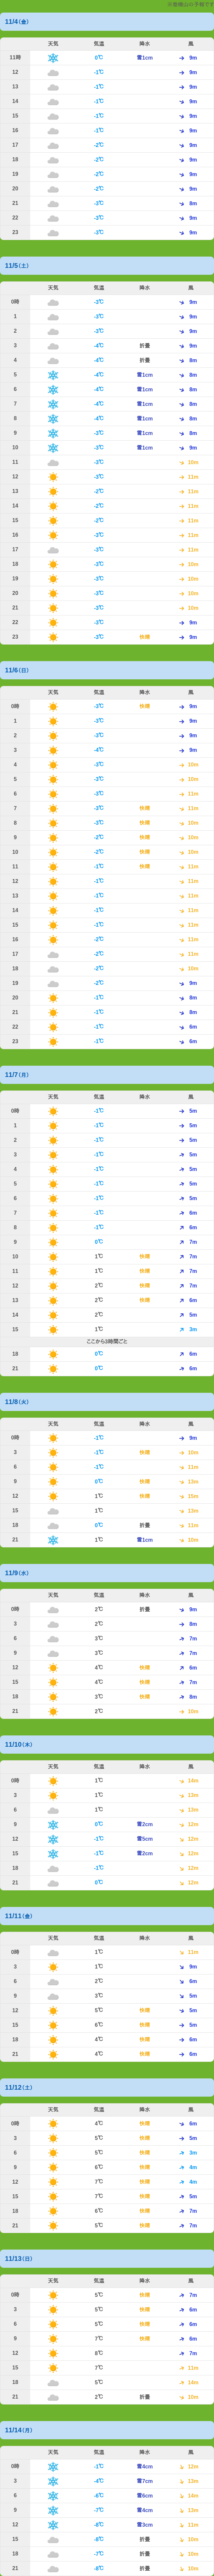 11/4(金)
天気 気温 降水 風
11時 0℃ 雪1cm 9m
12 -1℃ 9m
13 -1℃ 9m
14 -1℃ 9m
15 -1℃ 9m
16 -1℃ 9m
17 -2℃ 9m
18 -2℃ 9m
19 -2℃ 9m
20 -2℃ 9m
21 -3℃ 8m
22 -3℃ 9m
23 -3℃ 9m
11/5(土)
天気 気温 降水 風
0時 -3℃ 9m
1 -3℃ 9m
2 -3℃ 9m
3 -4℃ 折畳 9m
4 -4℃ 折畳 8m
5 -4℃ 雪1cm 8m
6 -4℃ 雪1cm 8m
7 -4℃ 雪1cm 8m
8 -4℃ 雪1cm 8m
9 -3℃ 雪1cm 8m
10 -3℃ 雪1cm 9m
11 -3℃ 10m
12 -3℃ 11m
13 -2℃ 11m
14 -2℃ 11m
15 -2℃ 11m
16 -3℃ 11m
17 -3℃ 11m
18 -3℃ 10m
19 -3℃ 10m
20 -3℃ 10m
21 -3℃ 10m
22 -3℃ 9m
23 -3℃ 快晴 9m
11/6(日)
天気 気温 降水 風
0時 -3℃ 快晴 9m
1 -3℃ 9m
2 -3℃ 9m
3 -4℃ 9m
4 -3℃ 10m
5 -3℃ 10m
6 -3℃ 11m
7 -3℃ 快晴 11m
8 -3℃ 快晴 10m
9 -2℃ 快晴 10m
10 -2℃ 快晴 10m
11 -1℃ 快晴 11m
12 -1℃ 11m
13 -1℃ 11m
14 -1℃ 11m
15 -1℃ 11m
16 -2℃ 11m
17 -2℃ 11m
18 -2℃ 10m
19 -2℃ 9m
20 -1℃ 8m
21 -1℃ 8m
22 -1℃ 6m
23 -1℃ 6m
11/7(月)
天気 気温 降水 風
0時 -1℃ 5m
1 -1℃ 5m
2 -1℃ 5m
3 -1℃ 5m
4 -1℃ 5m
5 -1℃ 5m
6 -1℃ 5m
7 -1℃ 6m
8 -1℃ 6m
9 0℃ 7m
10 1℃ 快晴 7m
11 1℃ 快晴 7m
12 2℃ 快晴 7m
13 2℃ 快晴 6m
14 2℃ 5m
15 1℃ 3m
ここから3時間ごと
18 0℃ 6m
21 0℃ 6m
11/8(火)
天気 気温 降水 風
0時 -1℃ 9m
3 -1℃ 快晴 10m
6 -1℃ 11m
9 0℃ 快晴 13m
12 1℃ 快晴 15m
15 1℃ 13m
18 0℃ 折畳 11m
21 1℃ 雪1cm 10m
11/9(水)
天気 気温 降水 風
0時 2℃ 折畳 9m
3 2℃ 8m
6 3℃ 7m
9 3℃ 7m
12 4℃ 快晴 6m
15 4℃ 快晴 7m
18 3℃ 快晴 8m
21 2℃ 10m
11/10(木)
天気 気温 降水 風
0時 1℃ 14m
3 1℃ 13m
6 1℃ 13m
9 0℃ 雪2cm 12m
12 -1℃ 雪5cm 12m
15 -1℃ 雪2cm 12m
18 -1℃ 12m
21 0℃ 12m
11/11(金)
天気 気温 降水 風
0時 1℃ 11m
3 1℃ 9m
6 2℃ 6m
9 3℃ 5m
12 5℃ 快晴 5m
15 6℃ 快晴 5m
18 4℃ 快晴 6m
21 4℃ 快晴 6m
11/12(土)
天気 気温 降水 風
0時 4℃ 快晴 6m
3 5℃ 快晴 5m
6 5℃ 快晴 3m
9 6℃ 快晴 4m
12 7℃ 快晴 4m
15 7℃ 快晴 5m
18 6℃ 快晴 7m
21 5℃ 快晴 7m
11/13(日)
天気 気温 降水 風
0時 5℃ 快晴 7m
3 5℃ 快晴 6m
6 5℃ 快晴 6m
9 7℃ 快晴 6m
12 8℃ 7m
15 7℃ 11m
18 5℃ 14m
21 2℃ 折畳 10m
11/14(月)
天気 気温 降水 風
0時 -1℃ 雪4cm 12m
3 -4℃ 雪7cm 13m
6 -6℃ 雪6cm 14m
9 -7℃ 雪4cm 13m
12 -8℃ 雪3cm 11m
15 -8℃ 折畳 10m
18 -7℃ 折畳 10m
21 -6℃ 折畳 10m